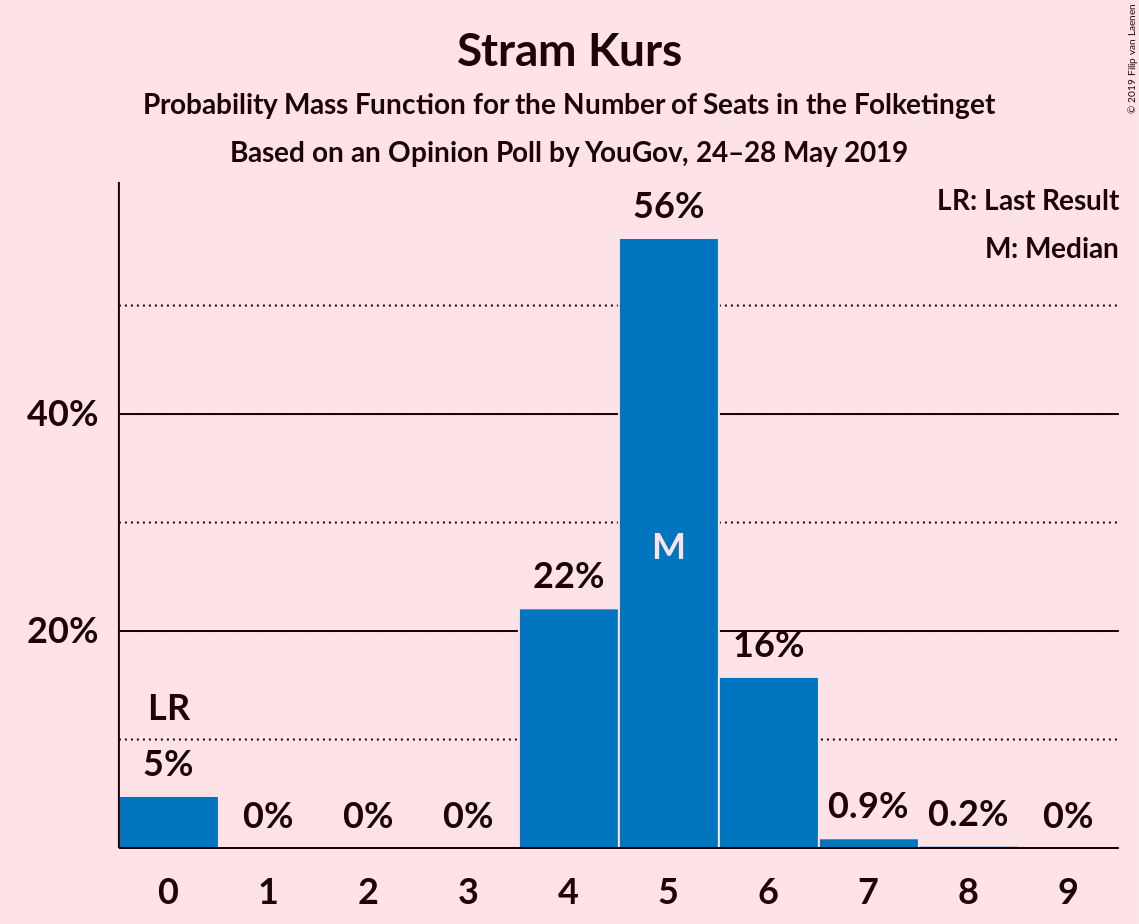 Stram Kurs
Probability Mass Function for the Number of Seats in the Folketinget
Based on an Opinion Poll by YouGov, 24–28 May 2019
© 2019 Filip van Laenen
LR: Last Result
M: Median
56%
40%
M
22%
20%
16%
LR
5%
0%
0%
0%
0.9%
0.2%
0%
0
1
2
3
4
5
6
7
8
9